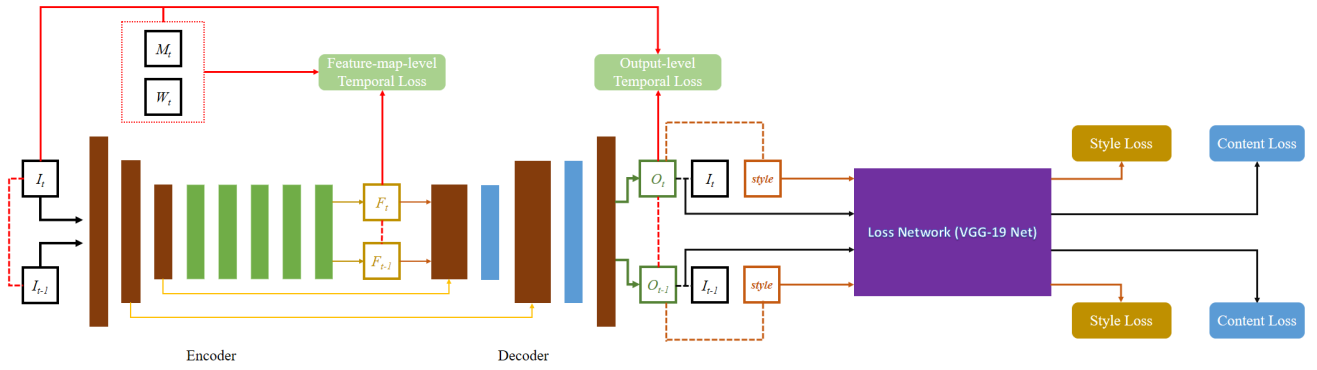 M_t
W_t
Feature-map-level
Temporal Loss
Output-level
Temporal Loss
I_t
I_{t-1}
F_t
F_{t-1}
O_t
I_t
style
O_{t-1}
I_{t-1}
style
Loss Network (VGG-19 Net)
Style Loss
Content Loss
Style Loss
Content Loss
Encoder
Decoder